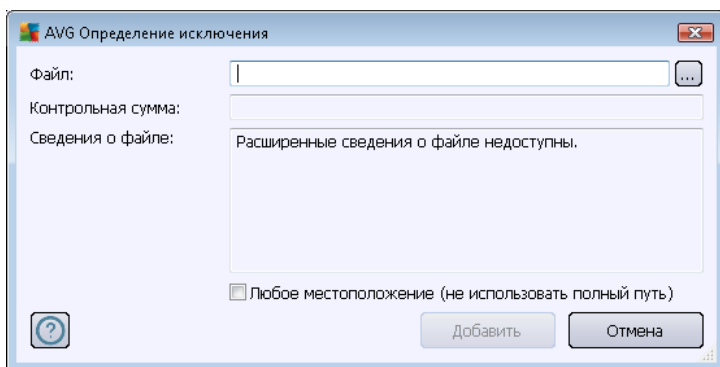 AVG Определение исключения
Файл:
...
Контрольная сумма:
Сведения о файле:
Расширенные сведения о файле недоступны.
Любое местоположение (не использовать полный путь)
?
Добавить
Отмена